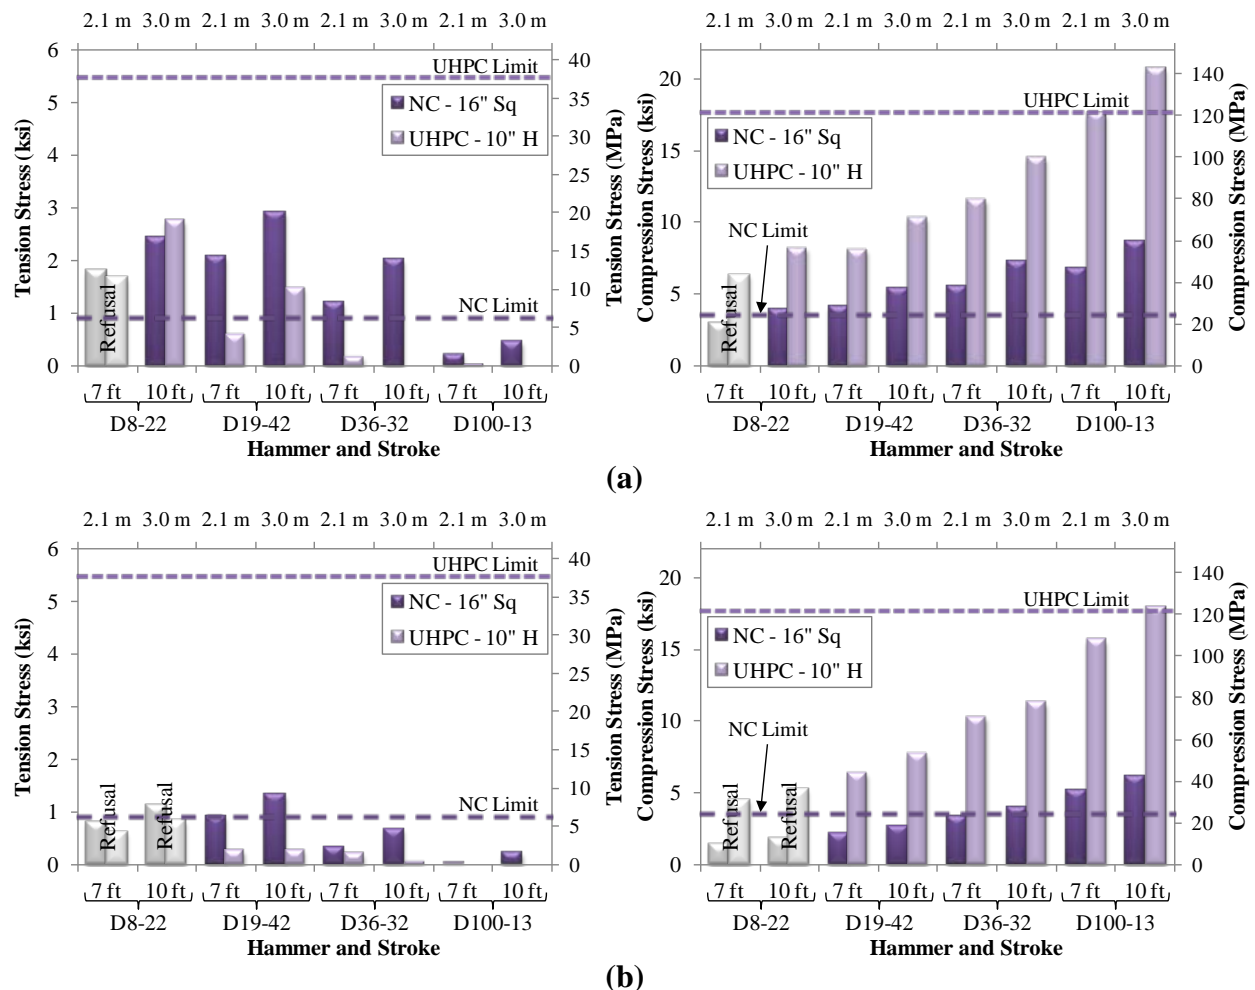 2.1 m 3.0 m 2.1 m 3.0 m 2.1 m 3.0 m 2.1 m 3.0 m
6
5
4
3
2
1
0
Tension Stress (ksi)
UHPC Limit
NC - 16" Sq
UHPC - 10" H
NC Limit
Refusal
40
35
30
25
20
15
10
5
0
Tension Stress (MPa)
7 ft 10 ft 7 ft 10 ft 7 ft 10 ft 7 ft 10 ft
D8-22 D19-42 D36-32 D100-13
Hammer and Stroke
2.1 m 3.0 m 2.1 m 3.0 m 2.1 m 3.0 m 2.1 m 3.0 m
20
15
10
5
0
Compression Stress (ksi)
UHPC Limit
NC - 16" Sq
UHPC - 10" H
NC Limit
Refusal
140
120
100
80
60
40
20
0
Compression Stress (MPa)
7 ft 10 ft 7 ft 10 ft 7 ft 10 ft 7 ft 10 ft
D8-22 D19-42 D36-32 D100-13
Hammer and Stroke
(a)
2.1 m 3.0 m 2.1 m 3.0 m 2.1 m 3.0 m 2.1 m 3.0 m
6
5
4
3
2
1
0
Tension Stress (ksi)
UHPC Limit
NC - 16" Sq
UHPC - 10" H
NC Limit
Refusal
Refusal
40
35
30
25
20
15
10
5
0
Tension Stress (MPa)
7 ft 10 ft 7 ft 10 ft 7 ft 10 ft 7 ft 10 ft
D8-22 D19-42 D36-32 D100-13
Hammer and Stroke
2.1 m 3.0 m 2.1 m 3.0 m 2.1 m 3.0 m 2.1 m 3.0 m
20
15
10
5
0
Compression Stress (ksi)
UHPC Limit
NC - 16" Sq
UHPC - 10" H
NC Limit
Refusal
Refusal
140
120
100
80
60
40
20
0
Compression Stress (MPa)
7 ft 10 ft 7 ft 10 ft 7 ft 10 ft 7 ft 10 ft
D8-22 D19-42 D36-32 D100-13
Hammer and Stroke
(b)